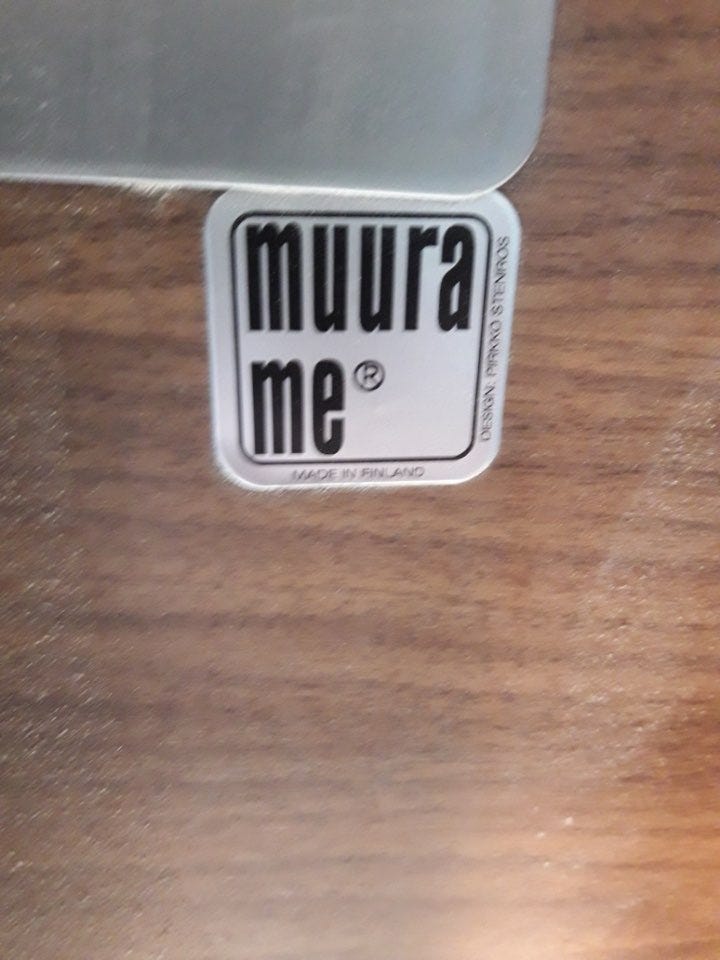 muura
me®
DESIGN: PIRKKO STENROS
MADE IN FINLAND